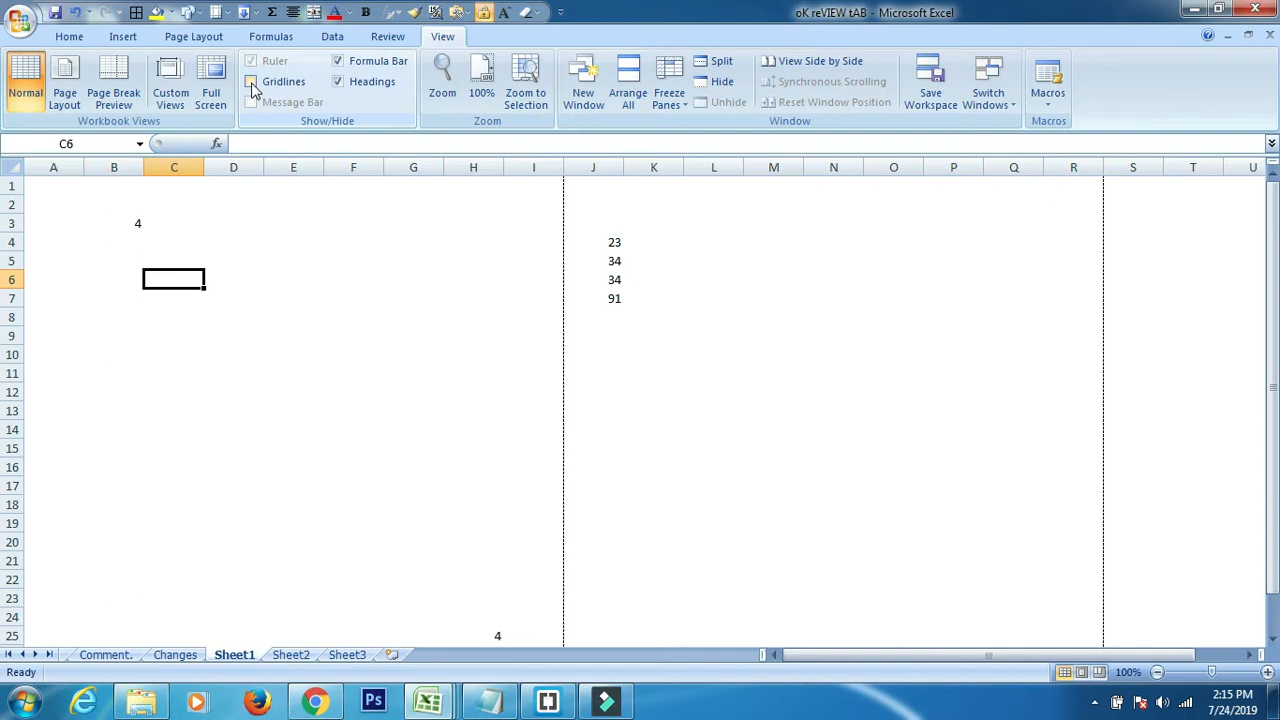 oK reVIEW tAB - Microsoft Excel
Home Insert Page Layout Formulas Data Review View
Normal
Page Layout
Page Break Preview
Custom Views
Full Screen
Workbook Views
Ruler
Gridlines
Message Bar
Formula Bar
Headings
Show/Hide
Zoom
100%
Zoom to Selection
Zoom
New Window
Arrange All
Freeze Panes
Split
Hide
Unhide
View Side by Side
Synchronous Scrolling
Reset Window Position
Save Workspace
Switch Windows
Window
Macros
Macros
C6 fx
A B C D E F G H I J K L M N O P Q R S T U
1
2
3 4
4 23
5 34
6 34
7 91
8
9
10
11
12
13
14
15
16
17
18
19
20
21
22
23
24
25 4
Comment. Changes Sheet1 Sheet2 Sheet3
Ready 100%
Ps
2:15 PM
7/24/2019